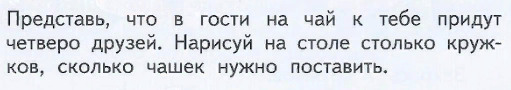 Представь, что в гости на чай к тебе придут
четверо друзей. Нарисуй на столе столько круж-
ков, сколько чашек нужно поставить.